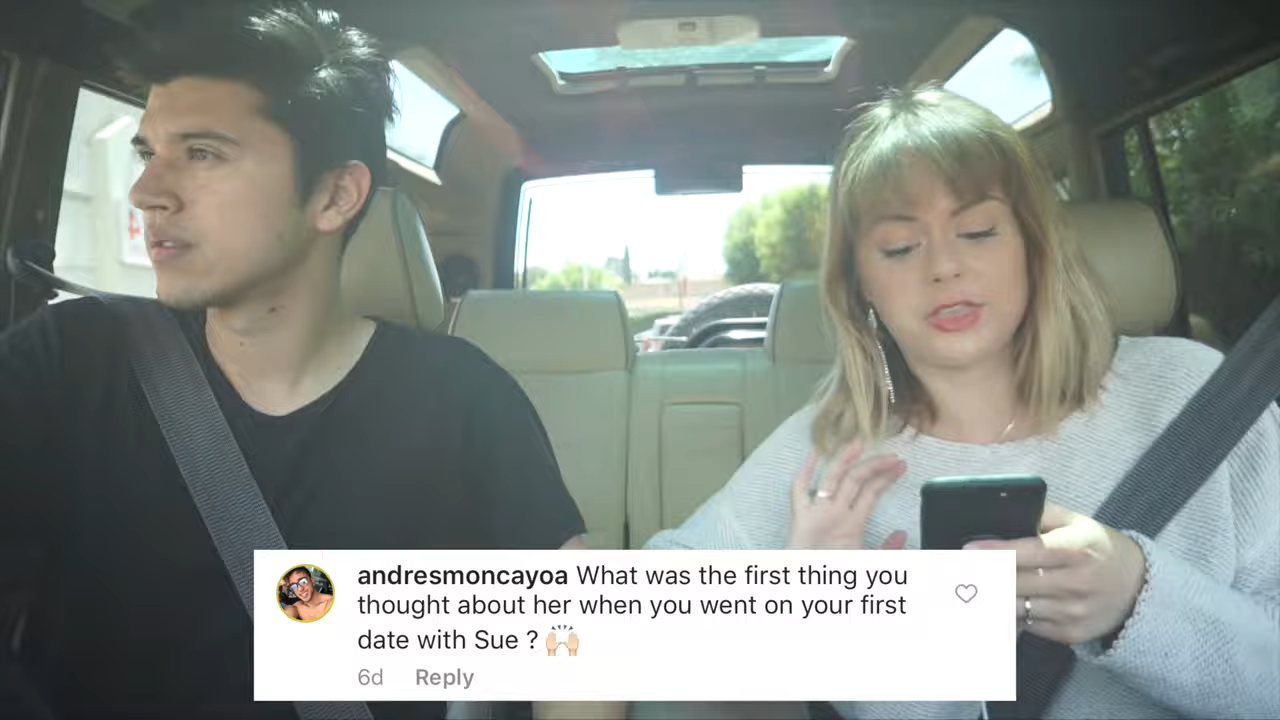 andresmoncayoa What was the first thing you
thought about her when you went on your first
date with Sue ? 🙌🏻
6d Reply